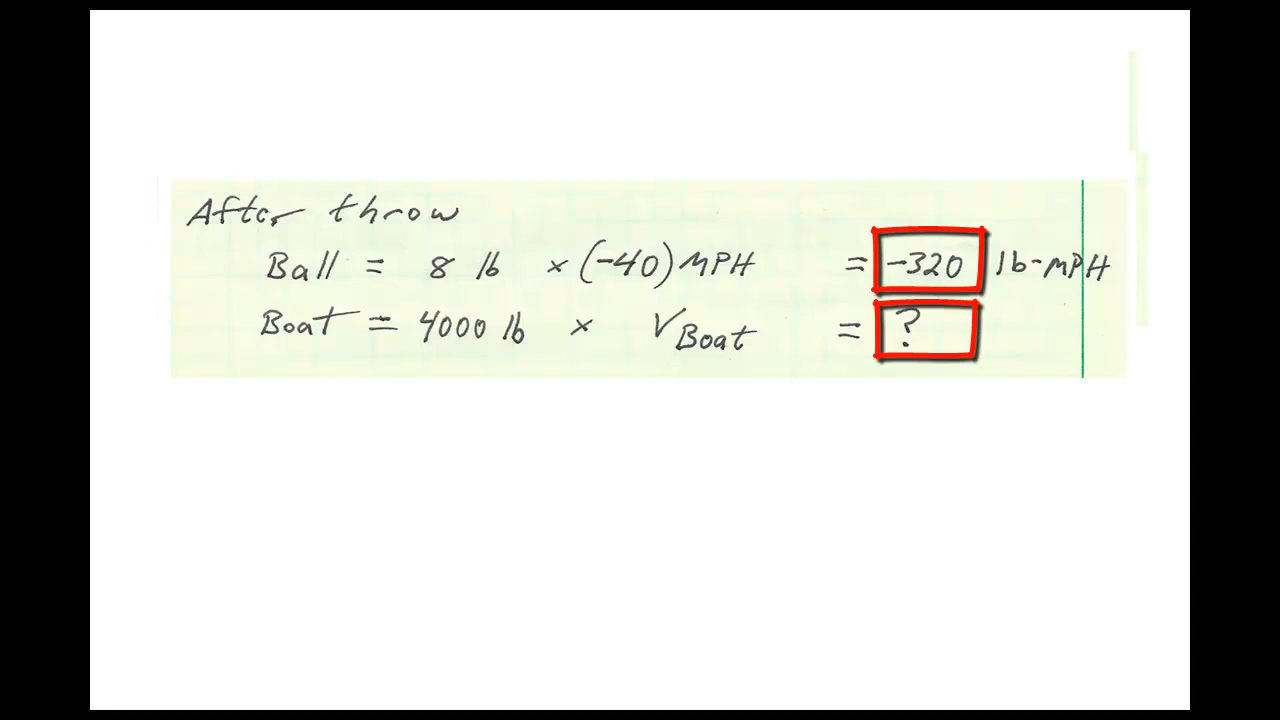 After throw
Ball = 8 lb × (-40) MPH = -320 lb-MPH
Boat = 4000 lb × VBoat = ?